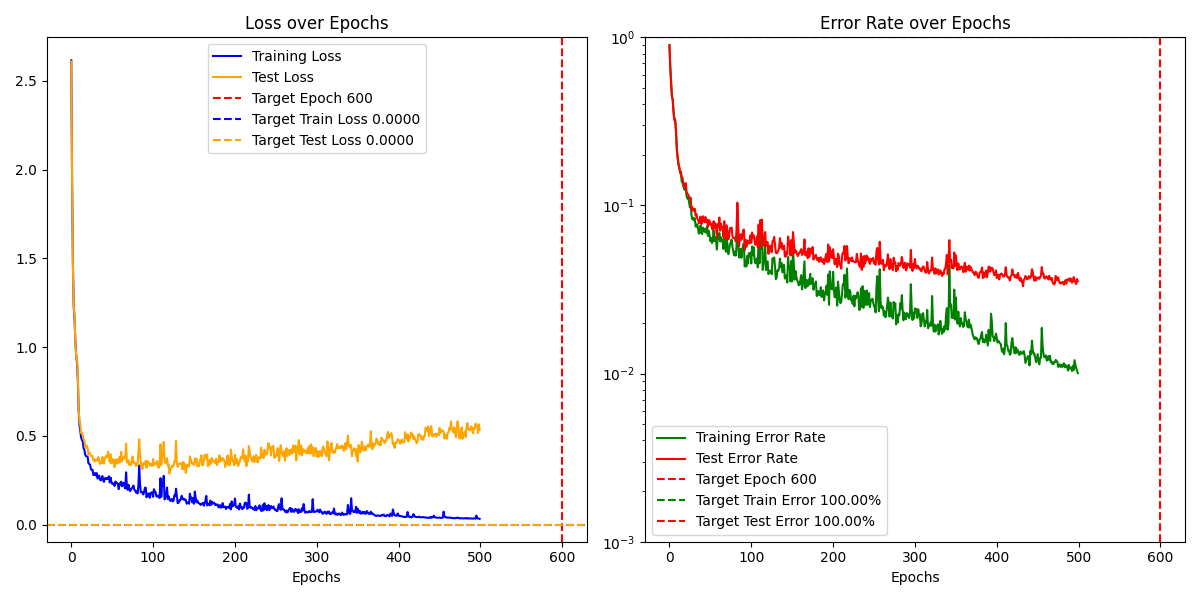 Loss over Epochs
2.5
2.0
1.5
1.0
0.5
0.0
Training Loss
Test Loss
Target Epoch 600
Target Train Loss 0.0000
Target Test Loss 0.0000
0 100 200 300 400 500 600
Epochs
Error Rate over Epochs
10⁰
10⁻¹
10⁻²
10⁻³
Training Error Rate
Test Error Rate
Target Epoch 600
Target Train Error 100.00%
Target Test Error 100.00%
0 100 200 300 400 500 600
Epochs